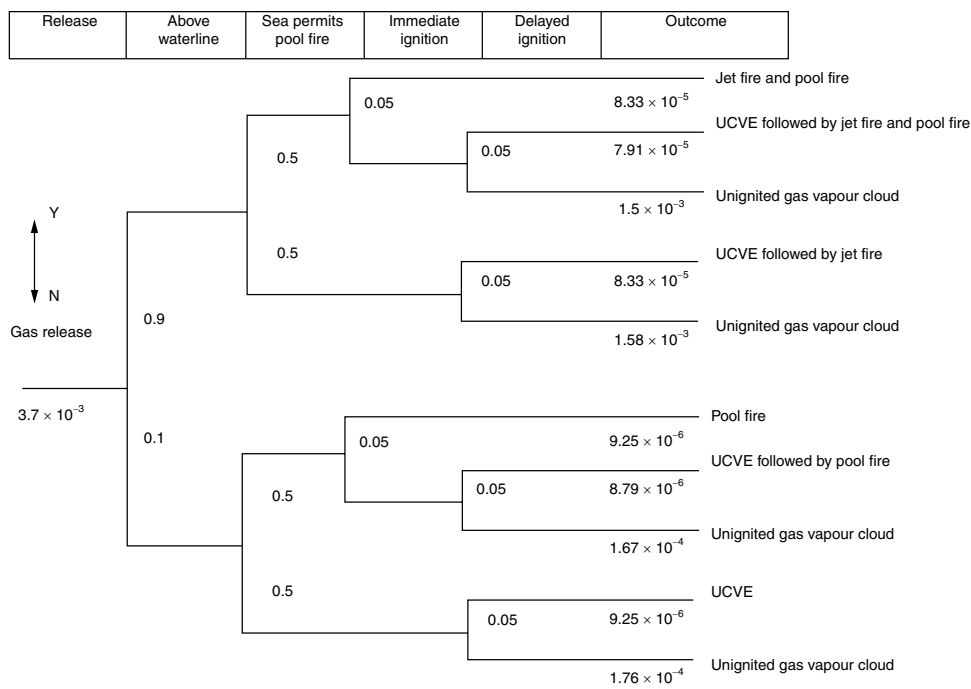 Release
Above
waterline
Sea permits
pool fire
Immediate
ignition
Delayed
ignition
Outcome
Jet fire and pool fire
0.05
8.33 × 10⁻⁵
UCVE followed by jet fire and pool fire
0.5
0.05
7.91 × 10⁻⁵
Unignited gas vapour cloud
1.5 × 10⁻³
Y
0.5
UCVE followed by jet fire
0.05
8.33 × 10⁻⁵
N
Gas release
0.9
Unignited gas vapour cloud
1.58 × 10⁻³
3.7 × 10⁻³
0.1
Pool fire
0.05
9.25 × 10⁻⁶
UCVE followed by pool fire
0.5
0.05
8.79 × 10⁻⁶
Unignited gas vapour cloud
1.67 × 10⁻⁴
0.5
UCVE
0.05
9.25 × 10⁻⁶
Unignited gas vapour cloud
1.76 × 10⁻⁴